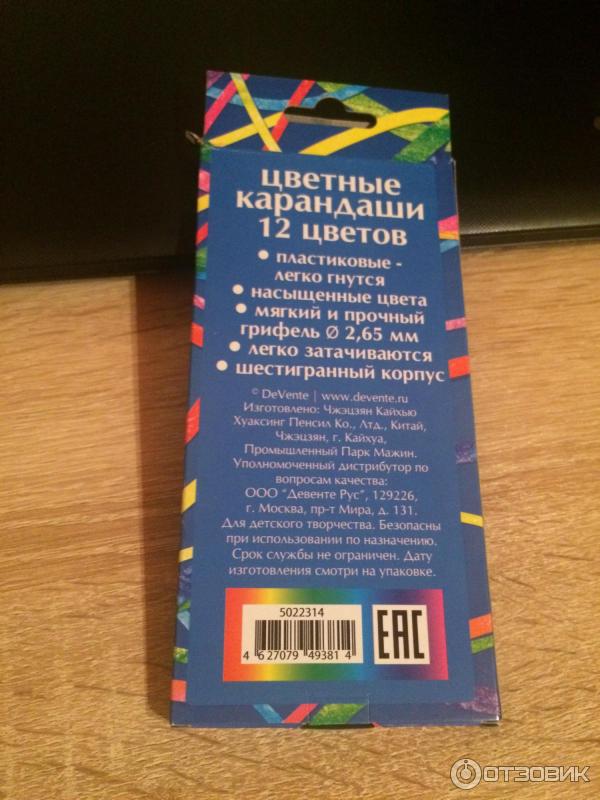 цветные
карандаши
12 цветов
• пластиковые -
легко гнутся
• насыщенные цвета
• мягкий и прочный
грифель Ø 2,65 мм
• легко затачиваются
• шестигранный корпус
© DeVente | www.devente.ru
Изготовлено: Чжэцзян Кайхью
Хуаксинг Пенсил Ко., Лтд., Китай,
Чжэцзян, г. Кайхуа,
Промышленный Парк Мажин.
Уполномоченный дистрибутор по
вопросам качества:
ООО "Девенте Рус", 129226,
г. Москва, пр-т Мира, д. 131.
Для детского творчества. Безопасны
при использовании по назначению.
Срок службы не ограничен. Дату
изготовления смотри на упаковке.
5022314
4 627079 493814
EAC
ОТЗОВИК